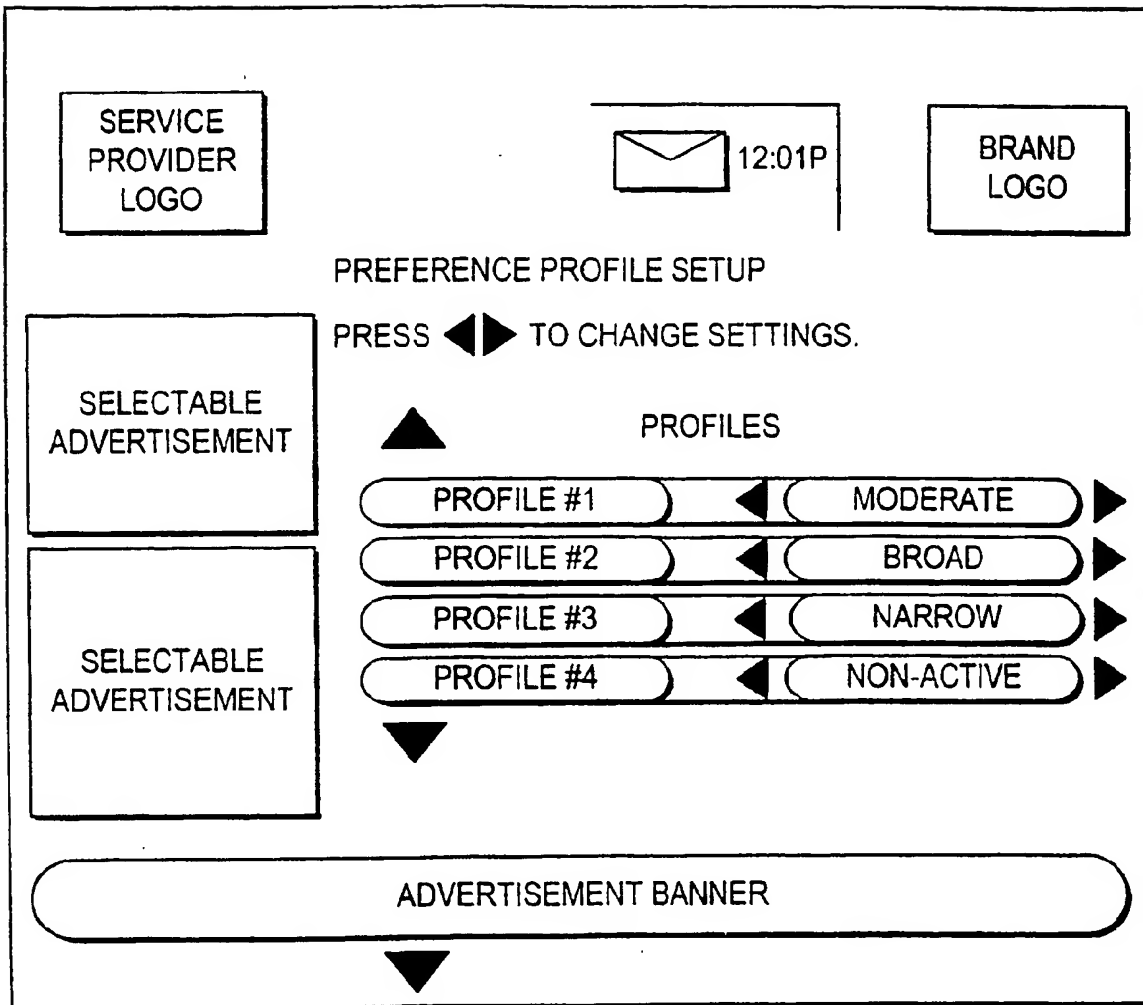 SERVICE
PROVIDER
LOGO
12:01P
BRAND
LOGO
PREFERENCE PROFILE SETUP
PRESS ◀▶ TO CHANGE SETTINGS.
SELECTABLE
ADVERTISEMENT
PROFILES
PROFILE #1 MODERATE
PROFILE #2 BROAD
PROFILE #3 NARROW
PROFILE #4 NON-ACTIVE
SELECTABLE
ADVERTISEMENT
ADVERTISEMENT BANNER